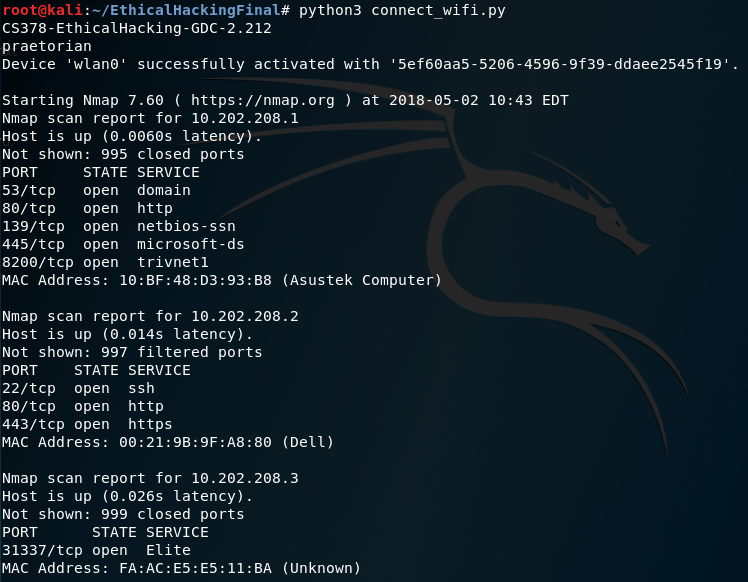 root@kali:~/EthicalHackingFinal# python3 connect_wifi.py
CS378-EthicalHacking-GDC-2.212
praetorian
Device 'wlan0' successfully activated with '5ef60aa5-5206-4596-9f39-ddaee2545f19'.
Starting Nmap 7.60 ( https://nmap.org ) at 2018-05-02 10:43 EDT
Nmap scan report for 10.202.208.1
Host is up (0.0060s latency).
Not shown: 995 closed ports
PORT     STATE SERVICE
53/tcp   open  domain
80/tcp   open  http
139/tcp  open  netbios-ssn
445/tcp  open  microsoft-ds
8200/tcp open  trivnet1
MAC Address: 10:BF:48:D3:93:B8 (Asustek Computer)
Nmap scan report for 10.202.208.2
Host is up (0.014s latency).
Not shown: 997 filtered ports
PORT    STATE SERVICE
22/tcp  open  ssh
80/tcp  open  http
443/tcp open  https
MAC Address: 00:21:9B:9F:A8:80 (Dell)
Nmap scan report for 10.202.208.3
Host is up (0.026s latency).
Not shown: 999 closed ports
PORT      STATE SERVICE
31337/tcp open  Elite
MAC Address: FA:AC:E5:E5:11:BA (Unknown)